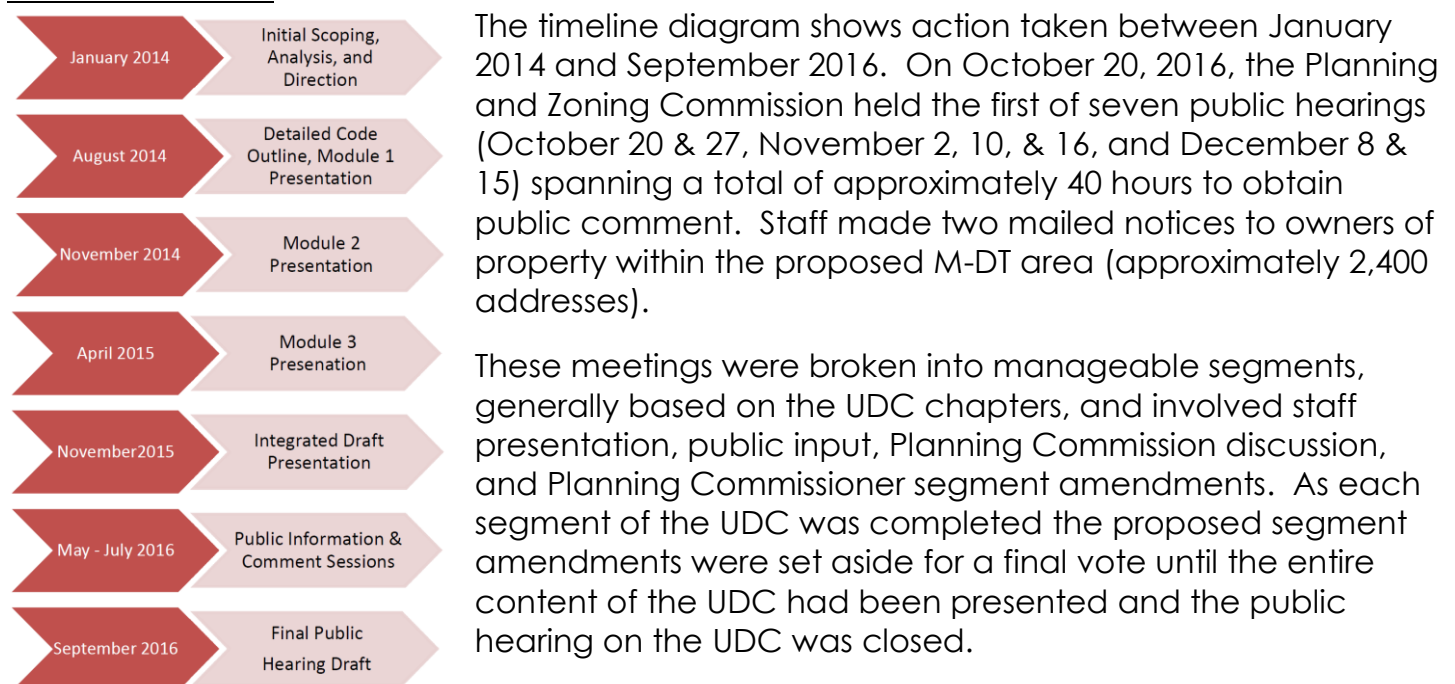 January 2014
Initial Scoping,
Analysis, and
Direction
August 2014
Detailed Code
Outline, Module 1
Presentation
November 2014
Module 2
Presentation
April 2015
Module 3
Presenation
November2015
Integrated Draft
Presentation
May - July 2016
Public Information &
Comment Sessions
September 2016
Final Public
Hearing Draft
The timeline diagram shows action taken between January
2014 and September 2016.  On October 20, 2016, the Planning
and Zoning Commission held the first of seven public hearings
(October 20 & 27, November 2, 10, & 16, and December 8 &
15) spanning a total of approximately 40 hours to obtain
public comment.  Staff made two mailed notices to owners of
property within the proposed M-DT area (approximately 2,400
addresses).
These meetings were broken into manageable segments,
generally based on the UDC chapters, and involved staff
presentation, public input, Planning Commission discussion,
and Planning Commissioner segment amendments.  As each
segment of the UDC was completed the proposed segment
amendments were set aside for a final vote until the entire
content of the UDC had been presented and the public
hearing on the UDC was closed.